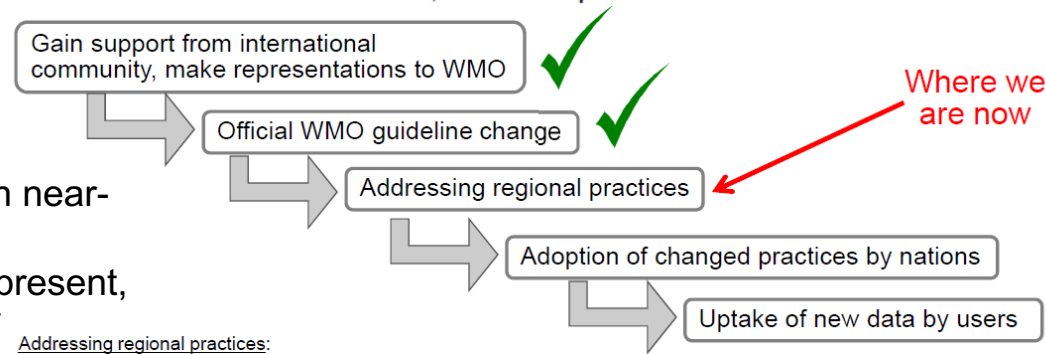 Gain support from international
community, make representations to WMO
Official WMO guideline change
Where we
are now
Addressing regional practices
n near-
Adoption of changed practices by nations
present,
Uptake of new data by users
Addressing regional practices: